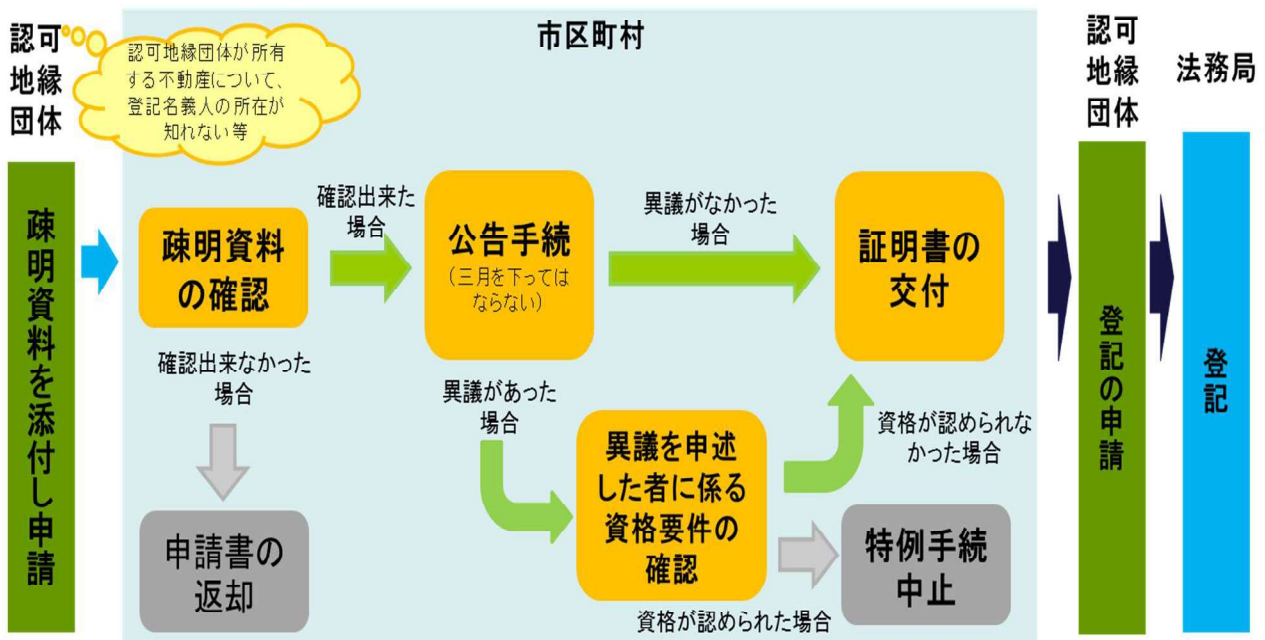 認可
地縁
団体
疎明資料を添付し申請
認可地縁団体が所有
する不動産について、
登記名義人の所在が
知れない等
市区町村
疎明資料
の確認
確認出来た
場合
公告手続
（三月を下っては
ならない）
異議がなかった
場合
証明書の
交付
確認出来なかった
場合
申請書の
返却
異議があった
場合
異議を申述
した者に係る
資格要件の
確認
資格が認められな
かった場合
資格が認められた場合
特例手続
中止
認可
地縁
団体
登記の申請
法務局
登記